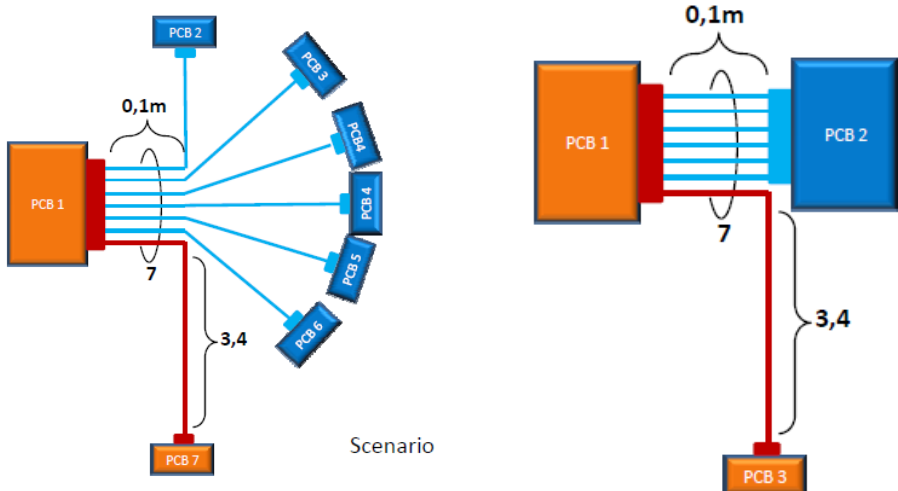 PCB 2
PCB 3
0,1m
PCB4
PCB 1
PCB 4
PCB 5
7
PCB 6
3,4
PCB 7
Scenario
0,1m
PCB 1
PCB 2
7
3,4
PCB 3